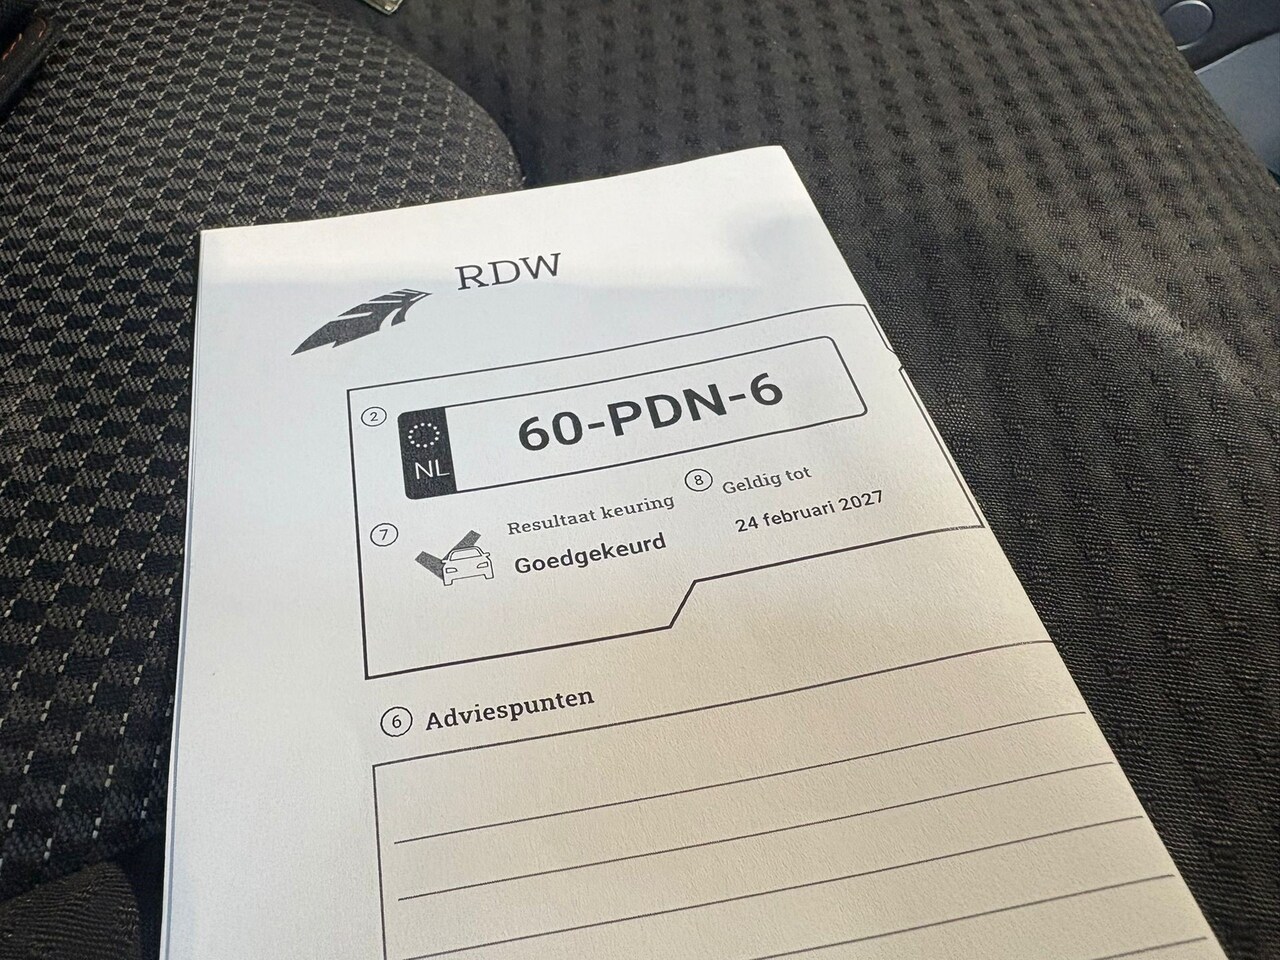 RDW
2
NL
60-PDN-6
7
Resultaat keuring
Goedgekeurd
8
Geldig tot
24 februari 2027
6 Adviespunten